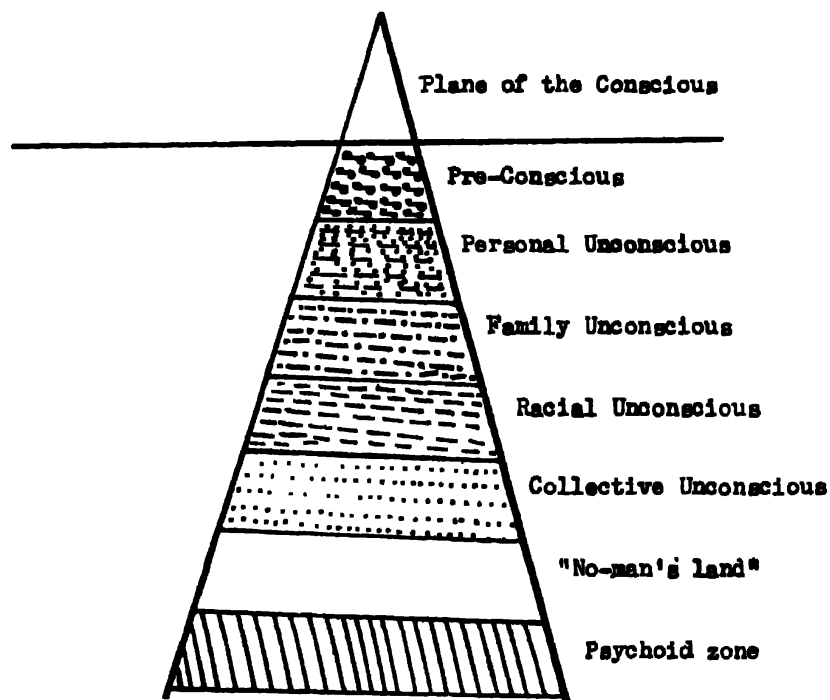 Plane of the Conscious
Pre-Conscious
Personal Unconscious
Family Unconscious
Racial Unconscious
Collective Unconscious
"No-man's land"
Psychoid zone